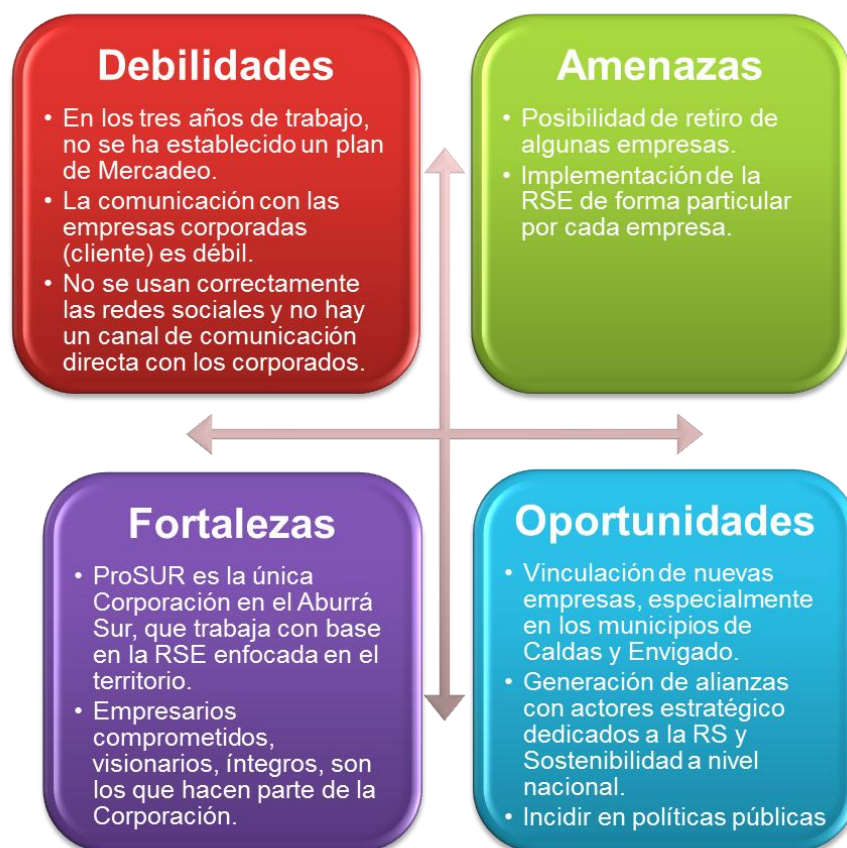 Debilidades
• En los tres años de trabajo,
no se ha establecido un plan
de Mercadeo.
• La comunicación con las
empresas corporadas
(cliente) es débil.
• No se usan correctamente
las redes sociales y no hay
un canal de comunicación
directa con los corporados.
Amenazas
• Posibilidad de retiro de
algunas empresas.
• Implementación de la
RSE de forma particular
por cada empresa.
Fortalezas
• ProSUR es la única
Corporación en el Aburrá
Sur, que trabaja con base
en la RSE enfocada en el
territorio.
• Empresarios
comprometidos,
visionarios, íntegros, son
los que hacen parte de la
Corporación.
Oportunidades
• Vinculación de nuevas
empresas, especialmente
en los municipios de
Caldas y Envigado.
• Generación de alianzas
con actores estratégico
dedicados a la RS y
Sostenibilidad a nivel
nacional.
• Incidir en políticas públicas